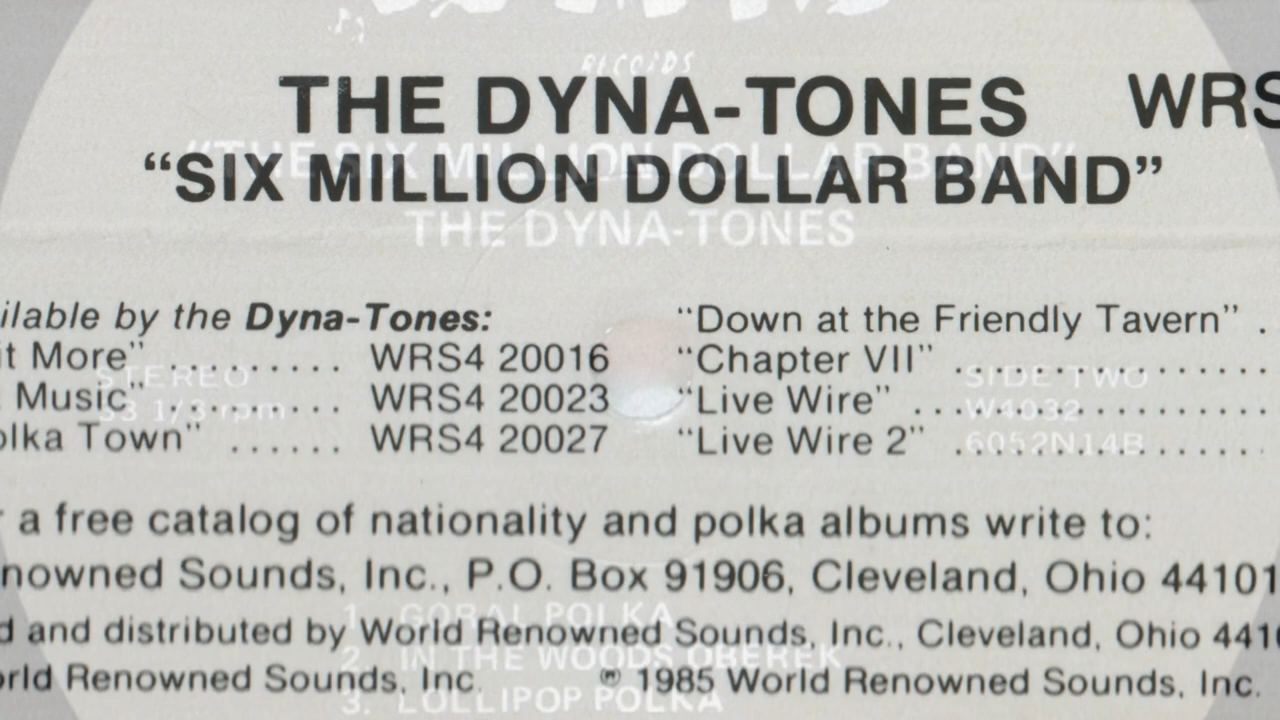 RECORDS
THE DYNA-TONES WRS
"THE SIX MILLION DOLLAR BAND"
"SIX MILLION DOLLAR BAND"
THE DYNA-TONES
ilable by the Dyna-Tones:
it More" .......... WRS4 20016
Music" ......... WRS4 20023
olka Town" ...... WRS4 20027
"Down at the Friendly Tavern" .
"Chapter VII" ................
"Live Wire" ...................
"Live Wire 2" ................
STEREO
33 1/3 rpm
SIDE TWO
W4032
6052N14B
a free catalog of nationality and polka albums write to:
nowned Sounds, Inc., P.O. Box 91906, Cleveland, Ohio 44101
1. GORAL POLKA
d and distributed by World Renowned Sounds, Inc., Cleveland, Ohio 441
2. IN THE WOODS OBEREK
rld Renowned Sounds, Inc. ℗ 1985 World Renowned Sounds, Inc.
3. LOLLIPOP POLKA